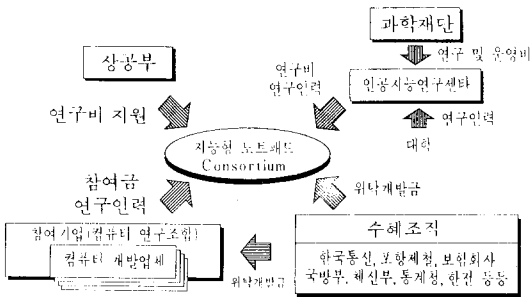 과학재단
연구 및 운영비
상공부
연구비
연구인력
인공지능연구센타
연구비 지원
연구인력
대학
지능형 노트패드
Consortium
참여금
연구인력
위탁개발금
참여기업(컴퓨터 연구조합)
컴퓨터 개발업체
위탁개발금
수혜조직
한국통신, 포항제철, 보험회사
국방부, 체신부, 통계청, 한전 등등